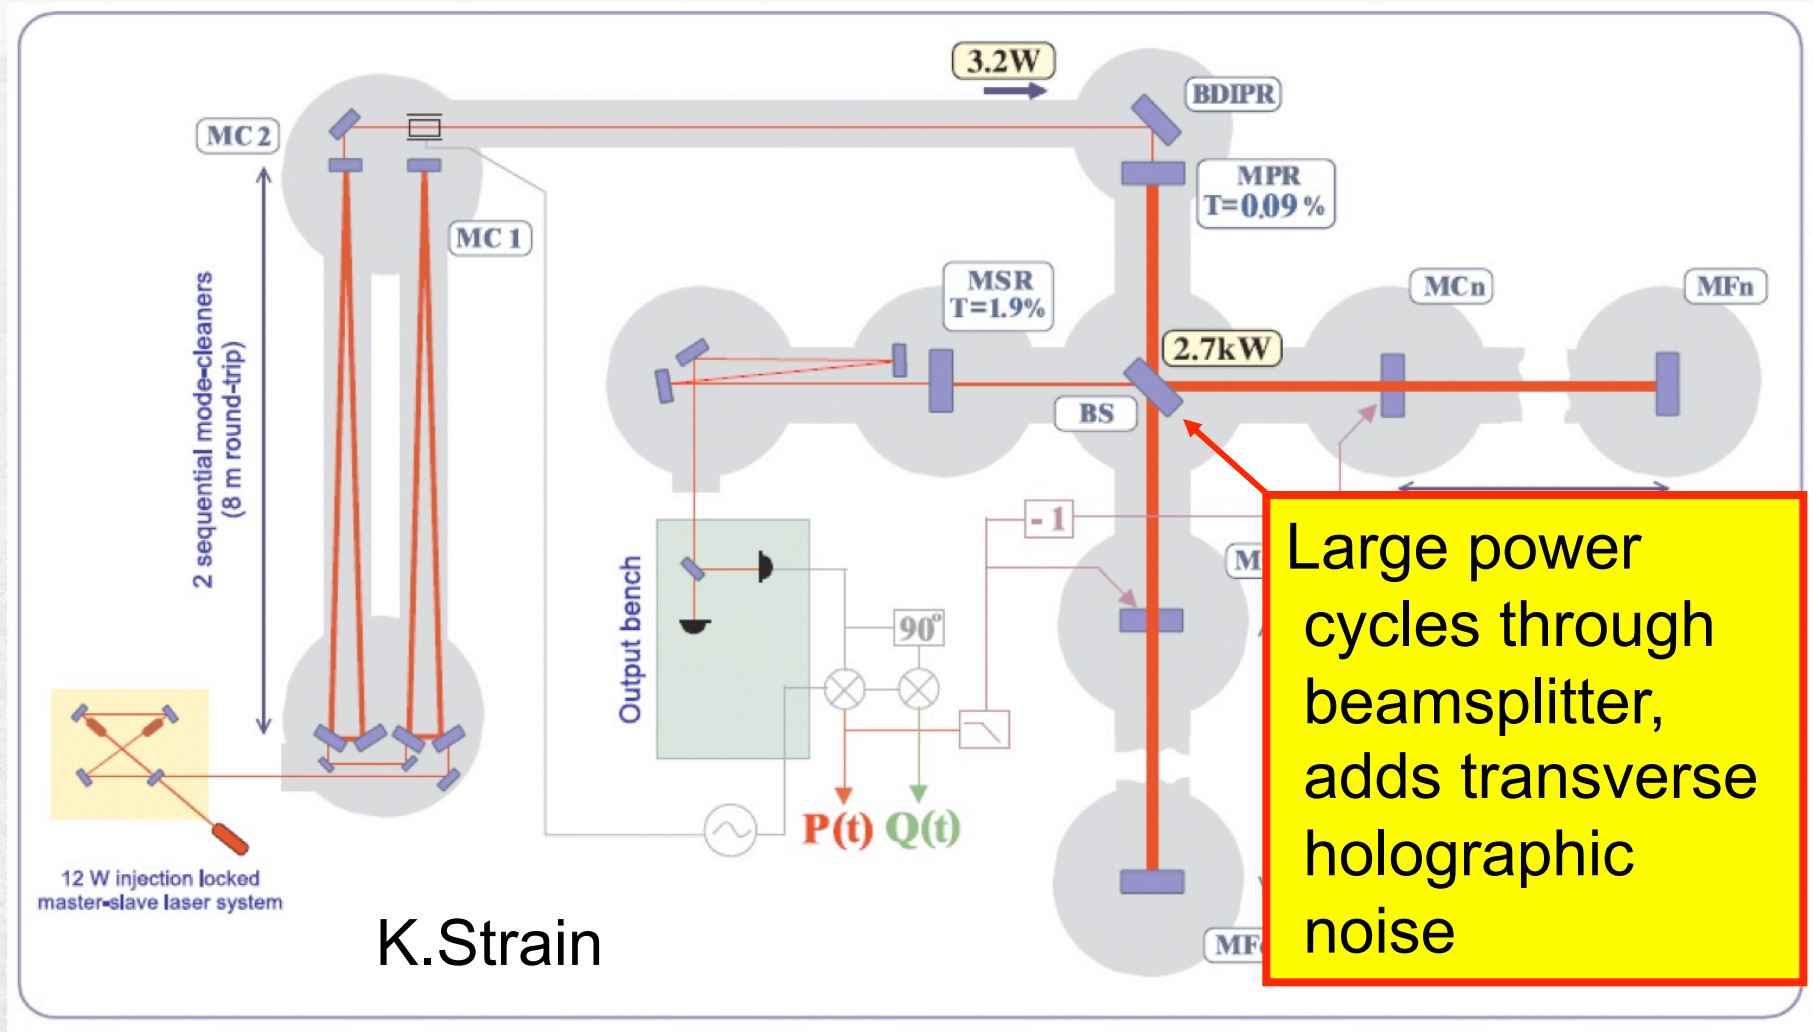 3.2W
BDIPR
MC 2
MPR
T=0.09 %
MC 1
MSR
T=1.9%
MCn
MFn
2 sequential mode-cleaners
(8 m round-trip)
2.7kW
BS
- 1
Large power
cycles through
beamsplitter,
adds transverse
holographic
noise
Output bench
90°
P(t) Q(t)
12 W injection locked
master-slave laser system
K.Strain